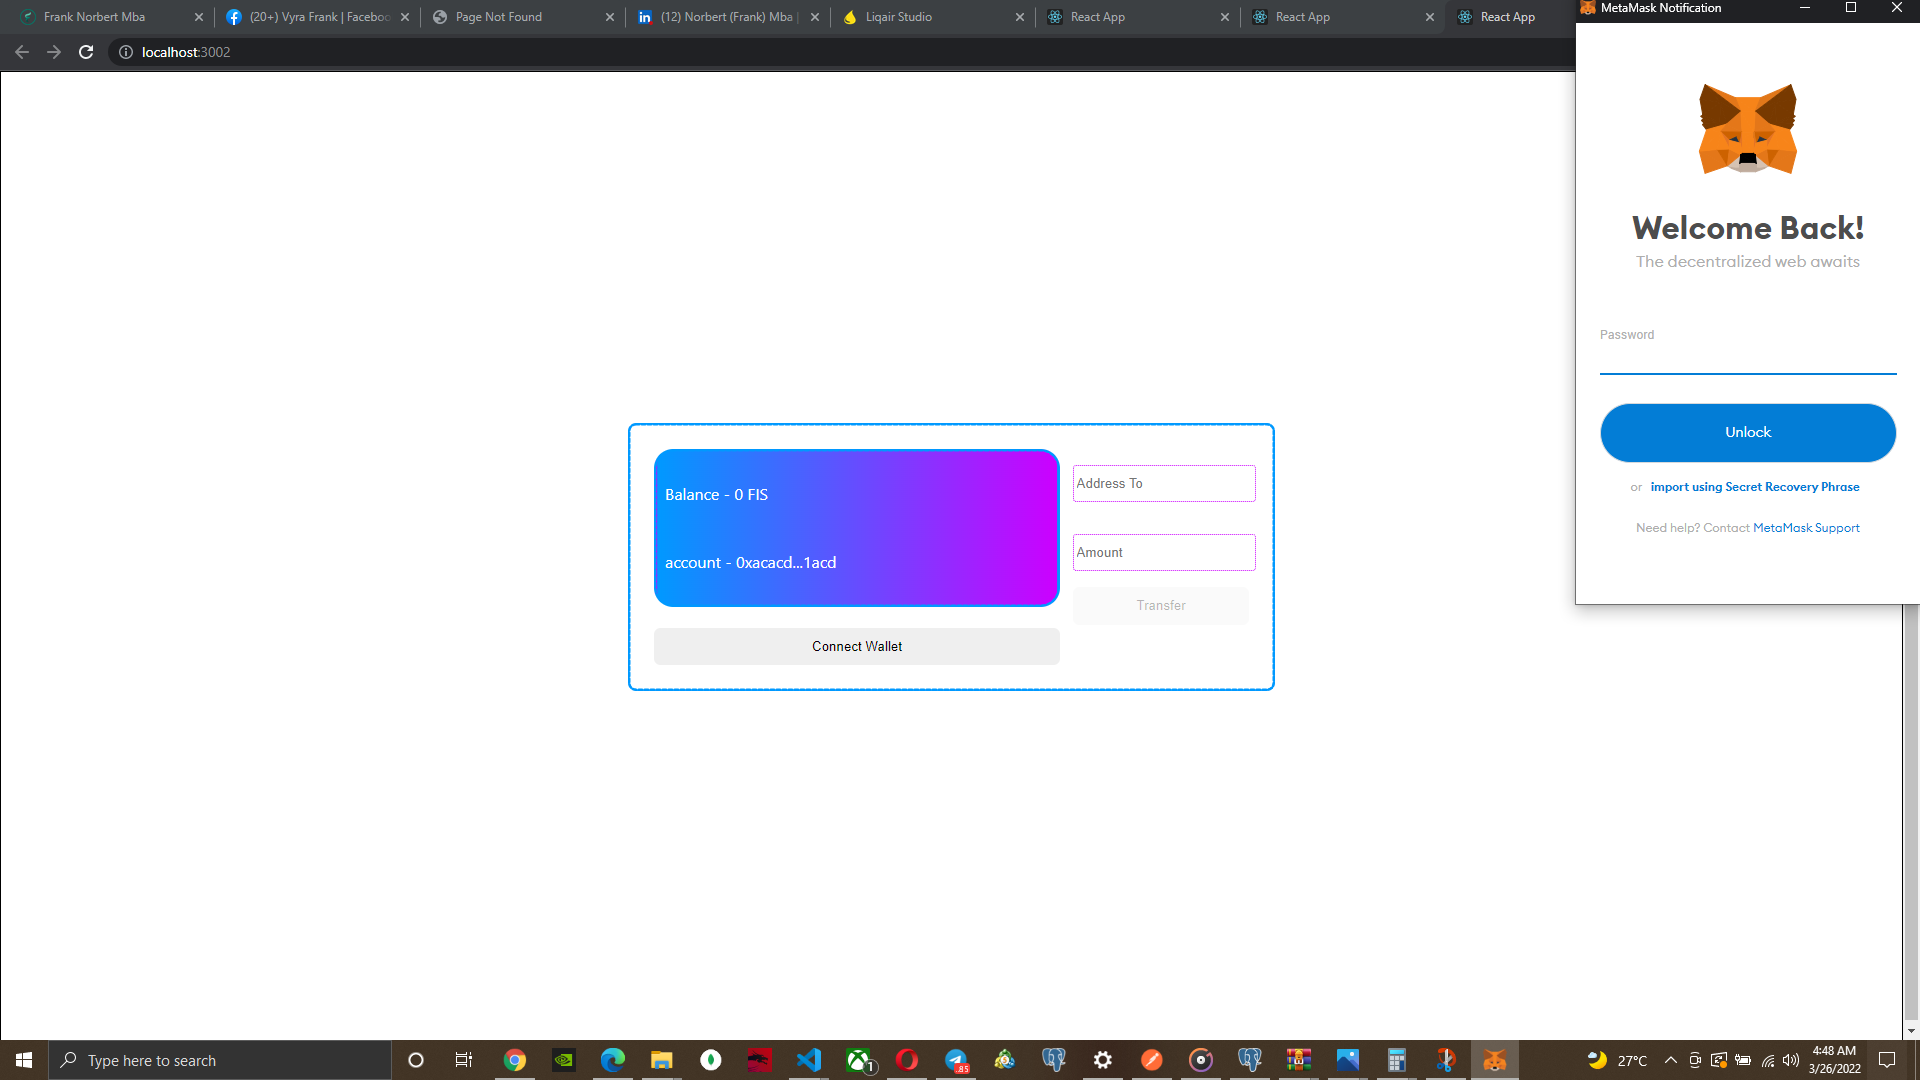 Frank Norbert Mba
(20+) Vyra Frank | Faceboo
Page Not Found
(12) Norbert (Frank) Mba |
Liqair Studio
React App
React App
React App
MetaMask Notification
localhost:3002
Welcome Back!
The decentralized web awaits
Password
Unlock
or import using Secret Recovery Phrase
Need help? Contact MetaMask Support
Balance - 0 FIS
account - 0xacacd...1acd
Connect Wallet
Address To
Amount
Transfer
Type here to search
1
.85
27°C
4:48 AM
3/26/2022